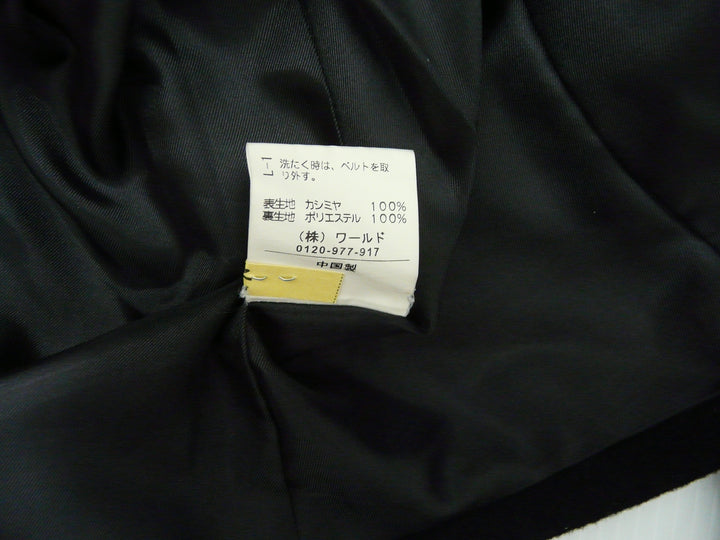 洗たく時は、ベルトを取
り外す。
表生地 カシミヤ 100%
裏生地 ポリエステル 100%
(株) ワールド
0120-977-917
中国製